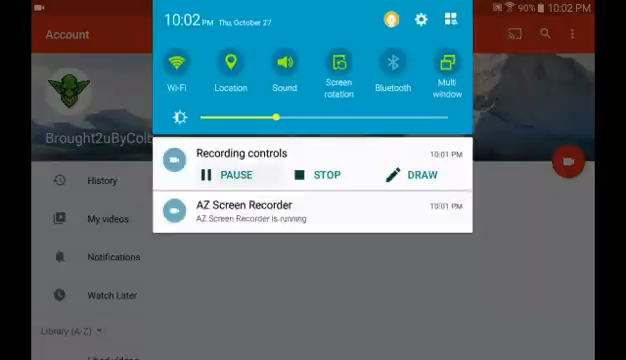 10:02 PM Thu, October 27
90% 10:02 PM
Account
Wi-Fi
Location
Sound
Screen rotation
Bluetooth
Multi window
Brought2uByColb
Recording controls 10:01 PM
PAUSE STOP DRAW
AZ Screen Recorder 10:01 PM
AZ Screen Recorder is running
History
My videos
Notifications
Watch Later
Library (A-Z)